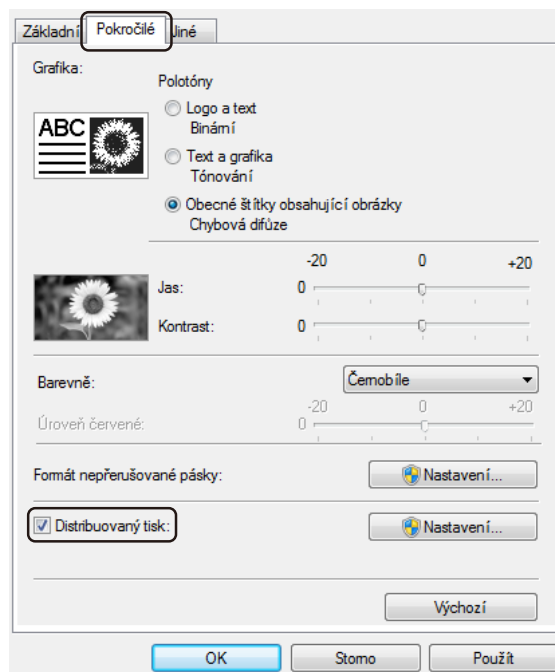 Základní Pokročilé Jiné
Grafika:
Polotóny
ABC
Logo a text
Binární
Text a grafika
Tónování
Obecné štítky obsahující obrázky
Chybová difúze
-20 0 +20
Jas: 0
Kontrast: 0
Barevně: Černobíle
-20 0 +20
Úroveň červené: 0
Formát nepřerušované pásky: Nastavení...
Distribuovaný tisk: Nastavení...
Výchozí
OK Storno Použít